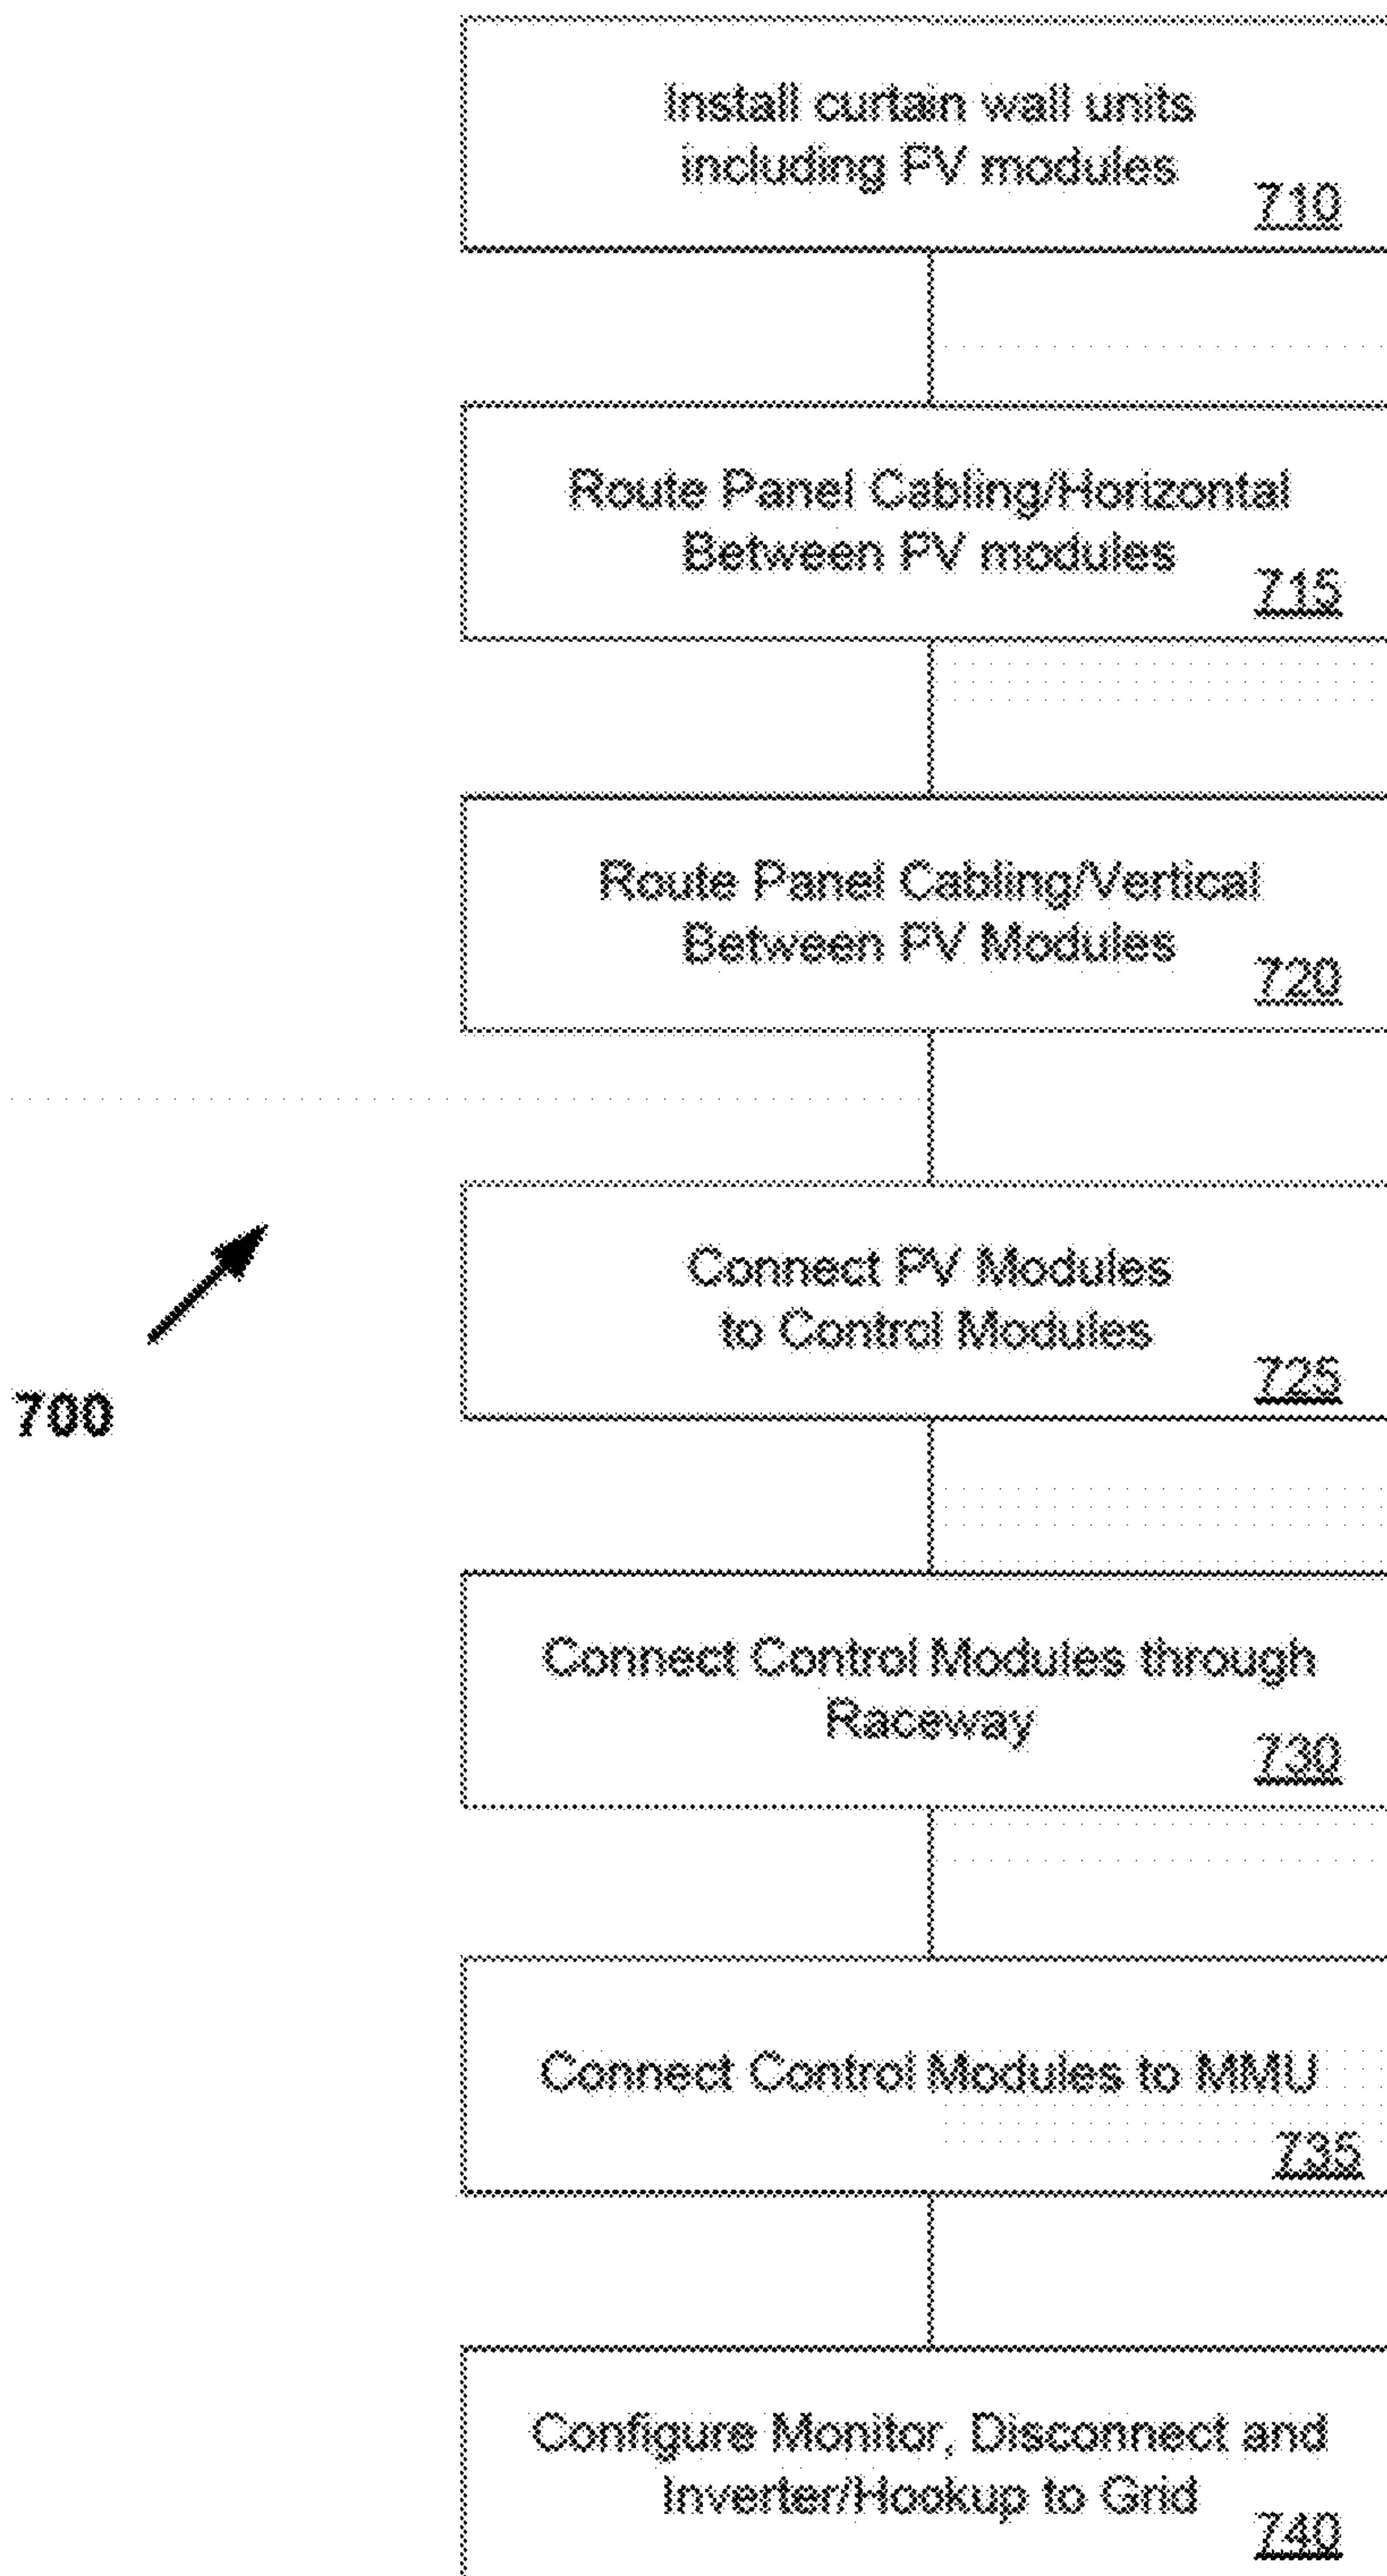 Install curtain wall units
including PV modules
710
Route Panel Cabling/Horizontal
Between PV modules
715
Route Panel Cabling/Vertical
Between PV Modules
720
Connect PV Modules
to Control Modules
725
700
Connect Control Modules through
Raceway
730
Connect Control Modules to MMU
735
Configure Monitor, Disconnect and
Inverter/Hookup to Grid
740